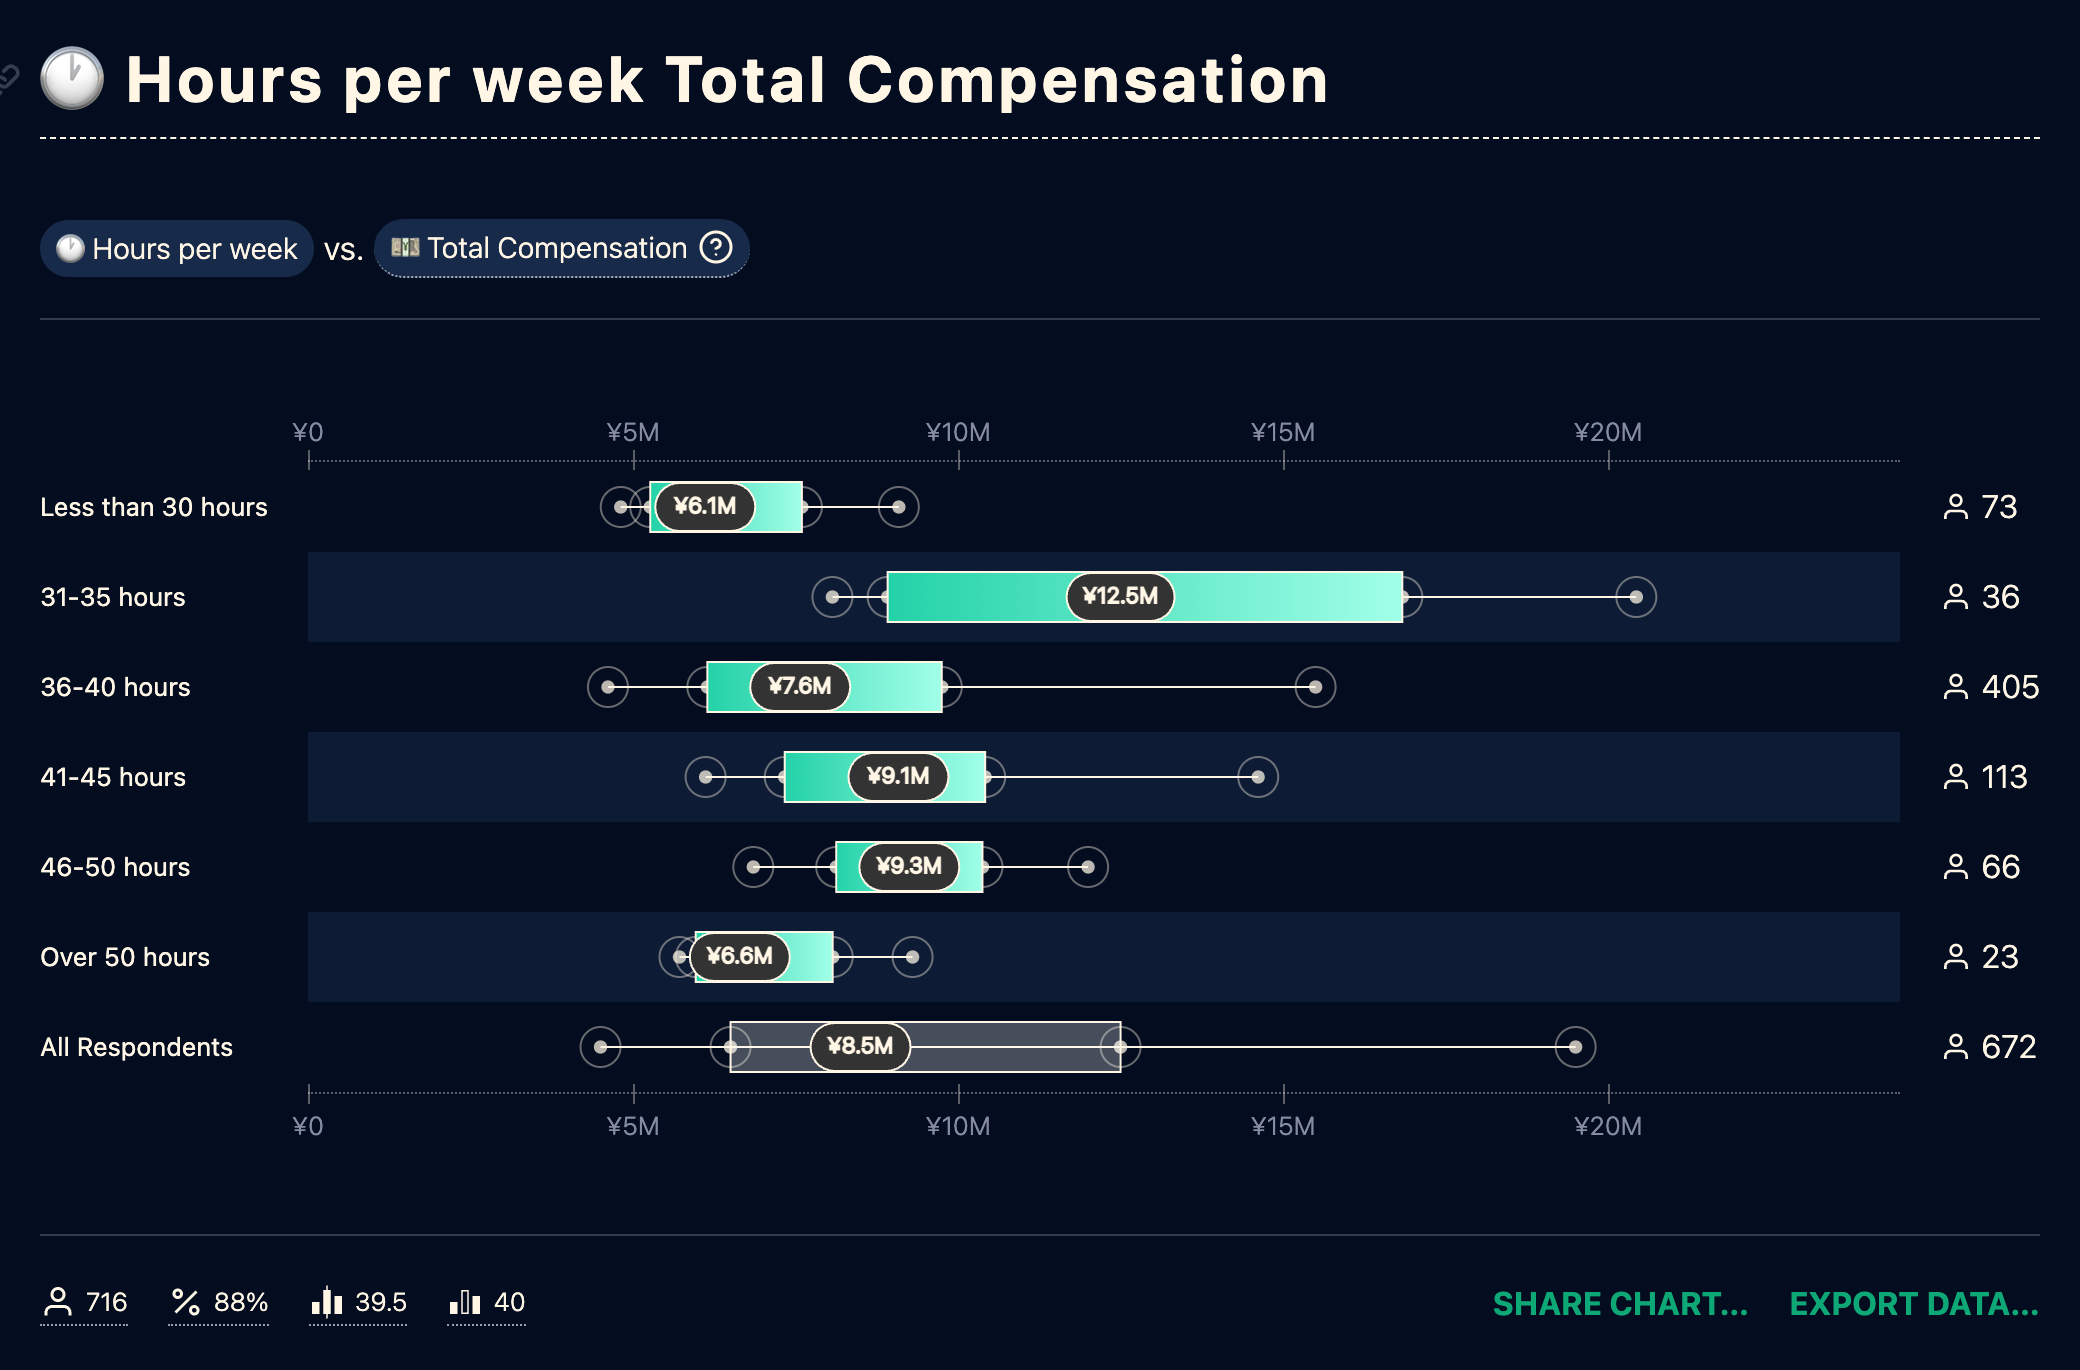 Hours per week Total Compensation
Hours per week vs. Total Compensation ?
¥0 ¥5M ¥10M ¥15M ¥20M
Less than 30 hours ¥6.1M 73
31-35 hours ¥12.5M 36
36-40 hours ¥7.6M 405
41-45 hours ¥9.1M 113
46-50 hours ¥9.3M 66
Over 50 hours ¥6.6M 23
All Respondents ¥8.5M 672
¥0 ¥5M ¥10M ¥15M ¥20M
716 88% 39.5 40 SHARE CHART... EXPORT DATA...